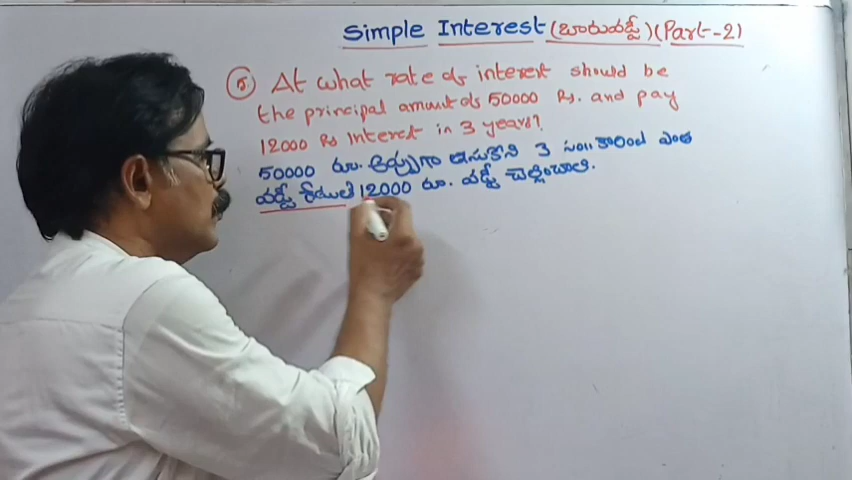 Simple Interest (బారువడ్డీ) (Part-2)
5) At what rate of interest should be
the principal amount of 50000 Rs. and pay
12000 Rs Interest in 3 years?
50000 రూ. అప్పుగా తీసుకొని 3 సం॥ కాలానికి ఎంత
వడ్డీ రేటులో 12000 రూ. వడ్డీ చెల్లించాలి.